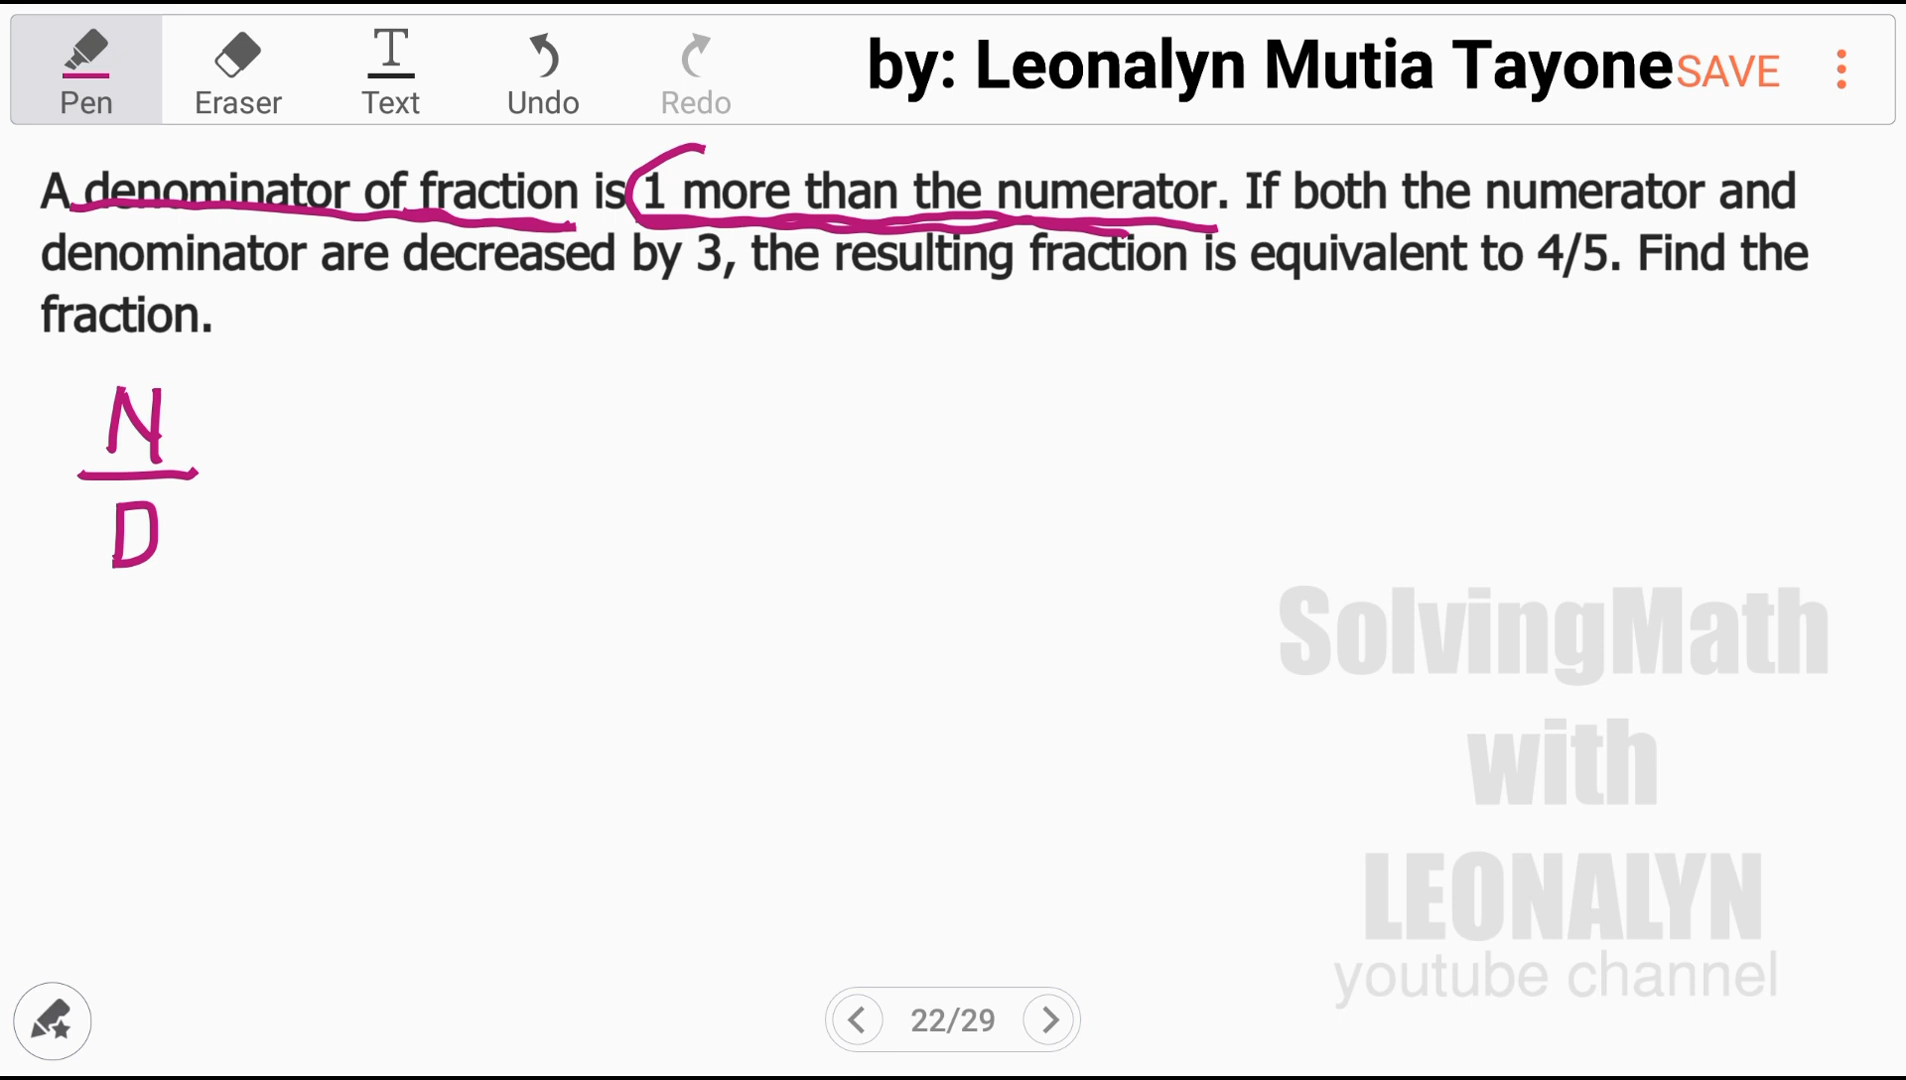 Pen
Eraser
Text
Undo
Redo
by: Leonalyn Mutia Tayone
SAVE
A denominator of fraction is 1 more than the numerator. If both the numerator and
denominator are decreased by 3, the resulting fraction is equivalent to 4/5. Find the
fraction.
N
D
SolvingMath
with
LEONALYN
youtube channel
22/29